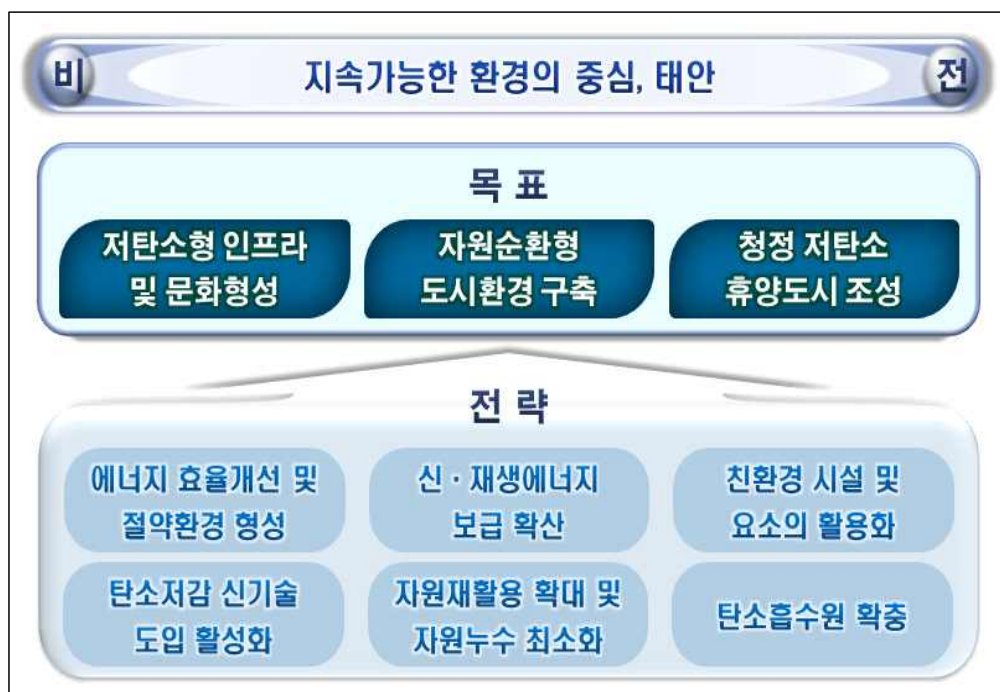 비 지속가능한 환경의 중심, 태안 전
목 표
저탄소형 인프라
및 문화형성
자원순환형
도시환경 구축
청정 저탄소
휴양도시 조성
전 략
에너지 효율개선 및
절약환경 형성
신 · 재생에너지
보급 확산
친환경 시설 및
요소의 활용화
탄소저감 신기술
도입 활성화
자원재활용 확대 및
자원누수 최소화
탄소흡수원 확충